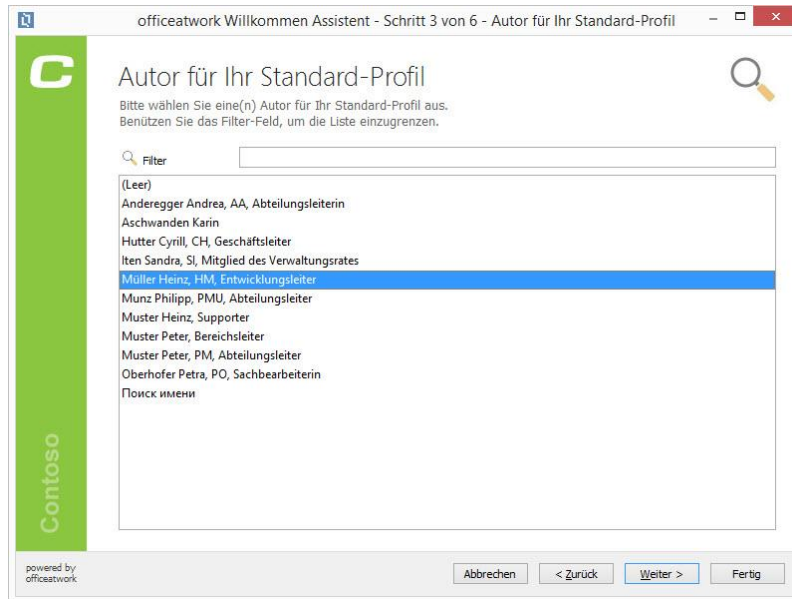 officeatwork Willkommen Assistent - Schritt 3 von 6 - Autor für Ihr Standard-Profil
C
Autor für Ihr Standard-Profil
Bitte wählen Sie eine(n) Autor für Ihr Standard-Profil aus.
Benützen Sie das Filter-Feld, um die Liste einzugrenzen.
Filter
(Leer)
Anderegger Andrea, AA, Abteilungsleiterin
Aschwanden Karin
Hutter Cyrill, CH, Geschäftsleiter
Iten Sandra, SI, Mitglied des Verwaltungsrates
Müller Heinz, HM, Entwicklungsleiter
Munz Philipp, PMU, Abteilungsleiter
Muster Heinz, Supporter
Muster Peter, Bereichsleiter
Muster Peter, PM, Abteilungsleiter
Oberhofer Petra, PO, Sachbearbeiterin
Поиск имени
Contoso
powered by
officeatwork
Abbrechen
< Zurück
Weiter >
Fertig